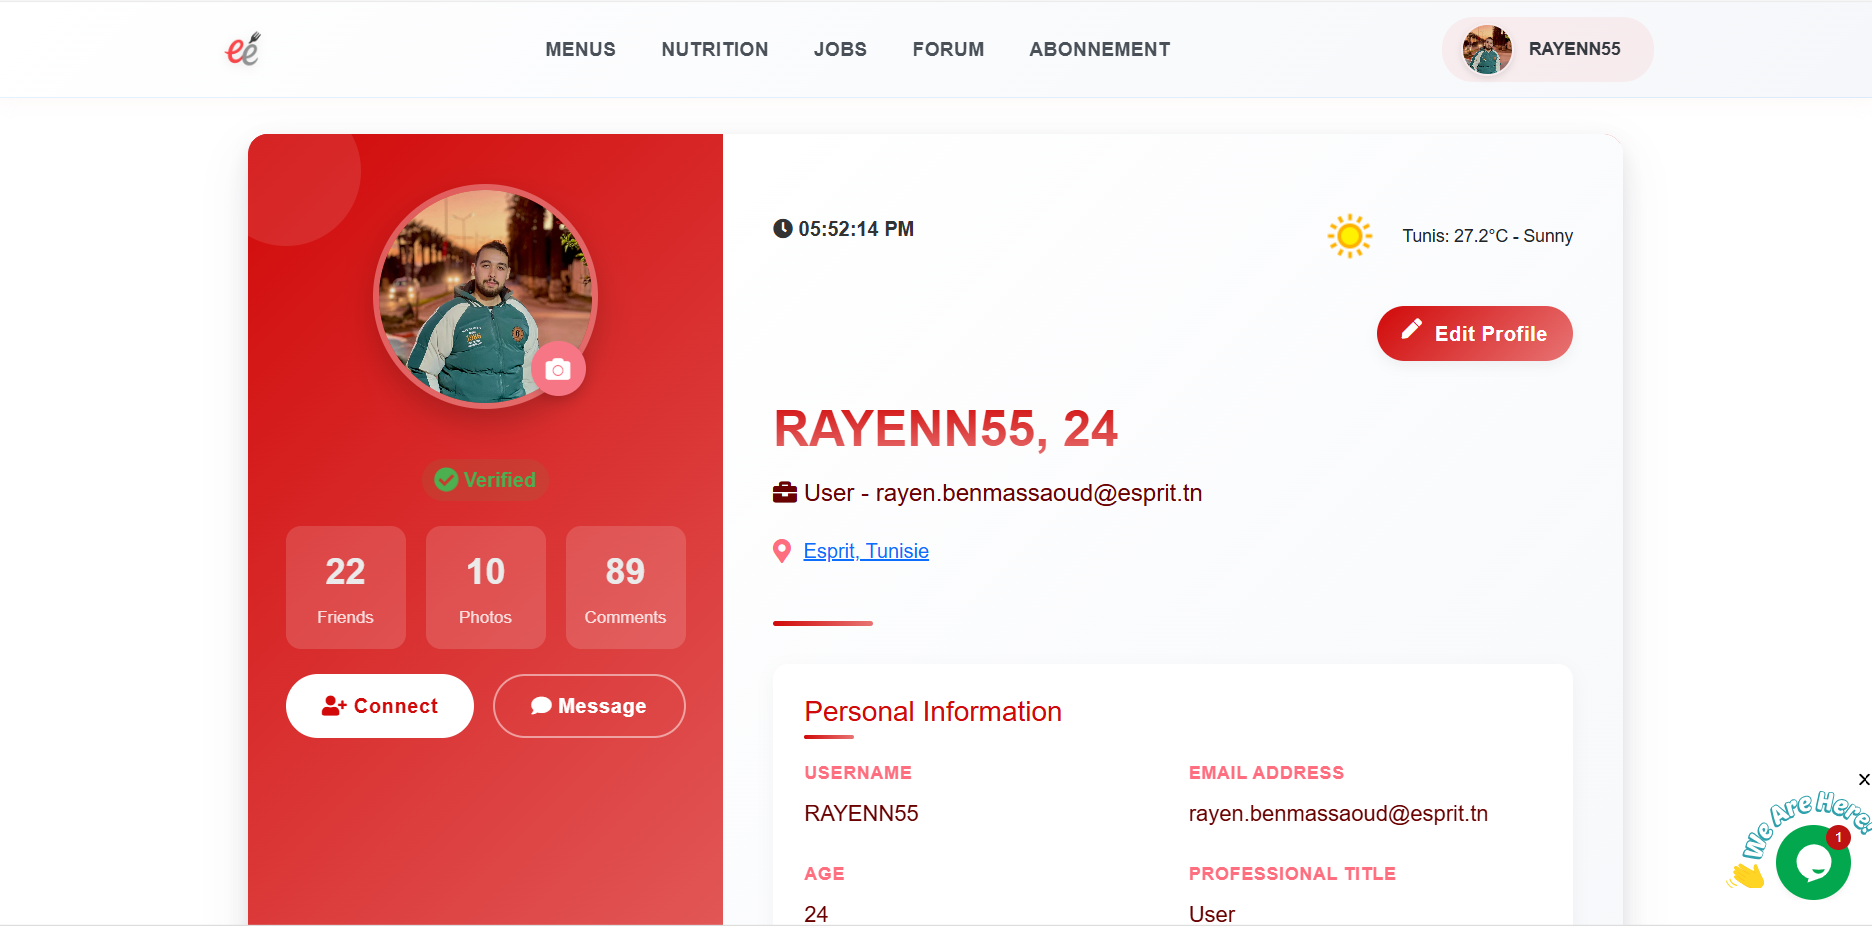 eé
MENUS NUTRITION JOBS FORUM ABONNEMENT
RAYENN55
Verified
22 10 89
Friends Photos Comments
Connect Message
05:52:14 PM
Tunis: 27.2°C - Sunny
Edit Profile
RAYENN55, 24
User - rayen.benmassaoud@esprit.tn
Esprit, Tunisie
Personal Information
USERNAME EMAIL ADDRESS
RAYENN55 rayen.benmassaoud@esprit.tn
AGE PROFESSIONAL TITLE
24 User
x
We Are Here!
1